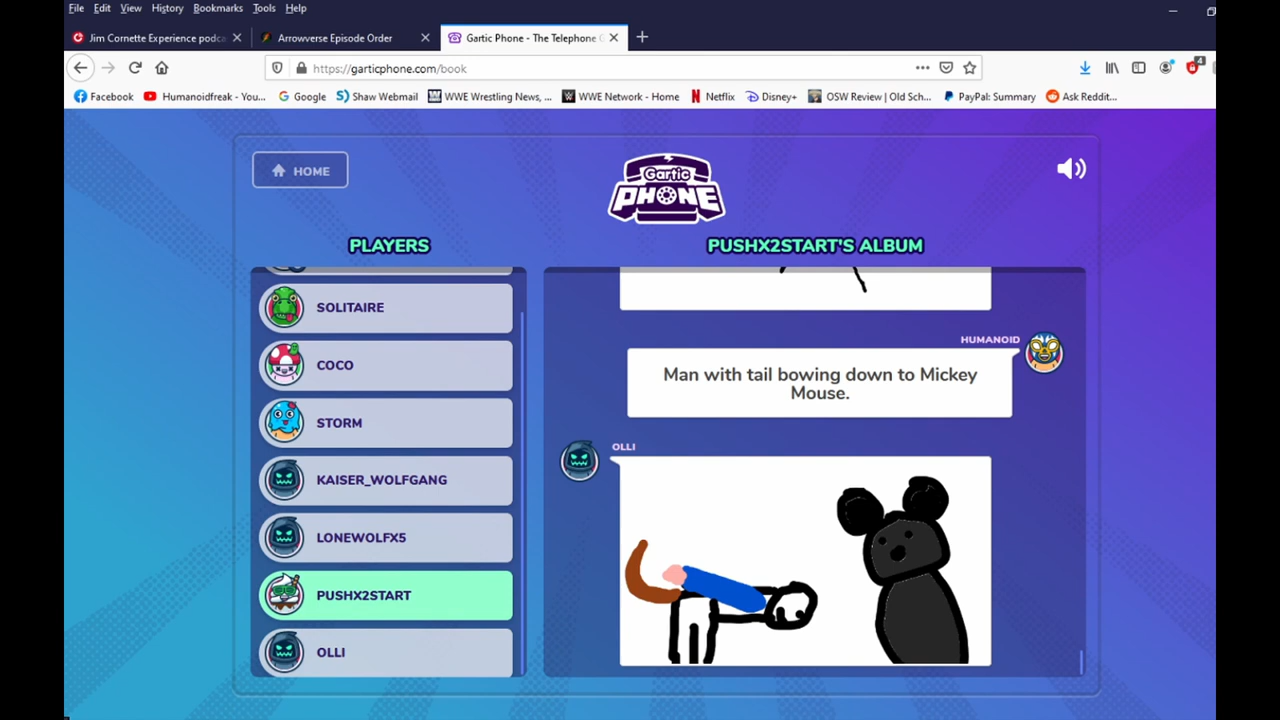 File Edit View History Bookmarks Tools Help
Jim Cornette Experience podca
Arrowverse Episode Order
Gartic Phone - The Telephone G
https://garticphone.com/book
4
Facebook
Humanoidfreak - You...
Google
Shaw Webmail
WWE Wrestling News, ...
WWE Network - Home
Netflix
Disney+
OSW Review | Old Sch...
PayPal: Summary
Ask Reddit...
HOME
Gartic
PHONE
PLAYERS
PUSHX2START'S ALBUM
SOLITAIRE
COCO
STORM
KAISER_WOLFGANG
LONEWOLFX5
PUSHX2START
OLLI
HUMANOID
Man with tail bowing down to Mickey
Mouse.
OLLI